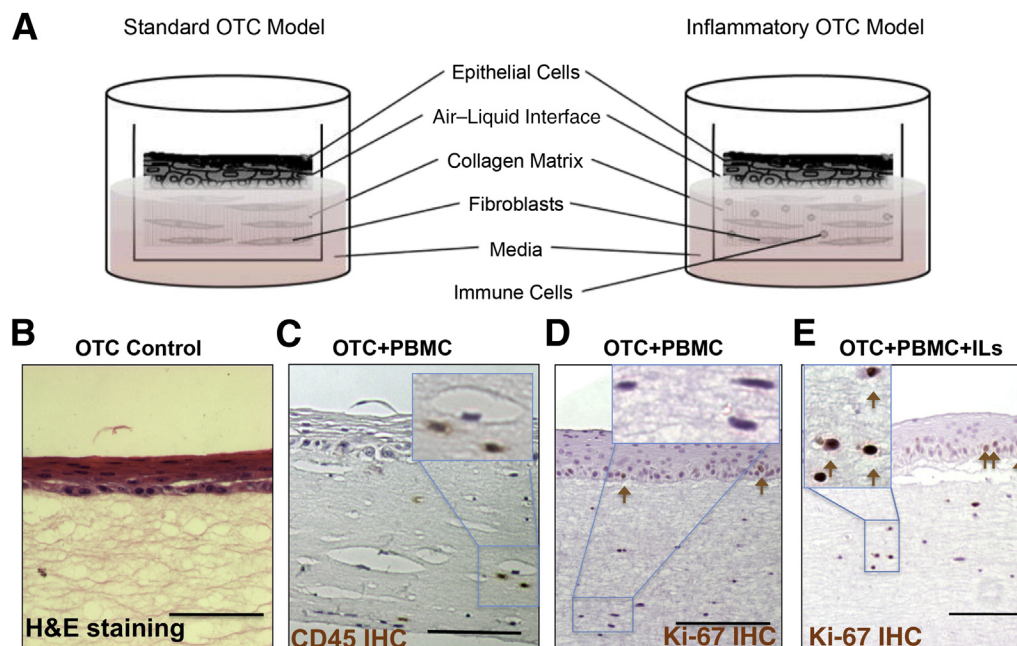 A
Standard OTC Model
Inflammatory OTC Model
Epithelial Cells
Air–Liquid Interface
Collagen Matrix
Fibroblasts
Media
Immune Cells
B
OTC Control
C
OTC+PBMC
D
OTC+PBMC
E
OTC+PBMC+ILs
H&E staining
CD45 IHC
Ki-67 IHC
Ki-67 IHC